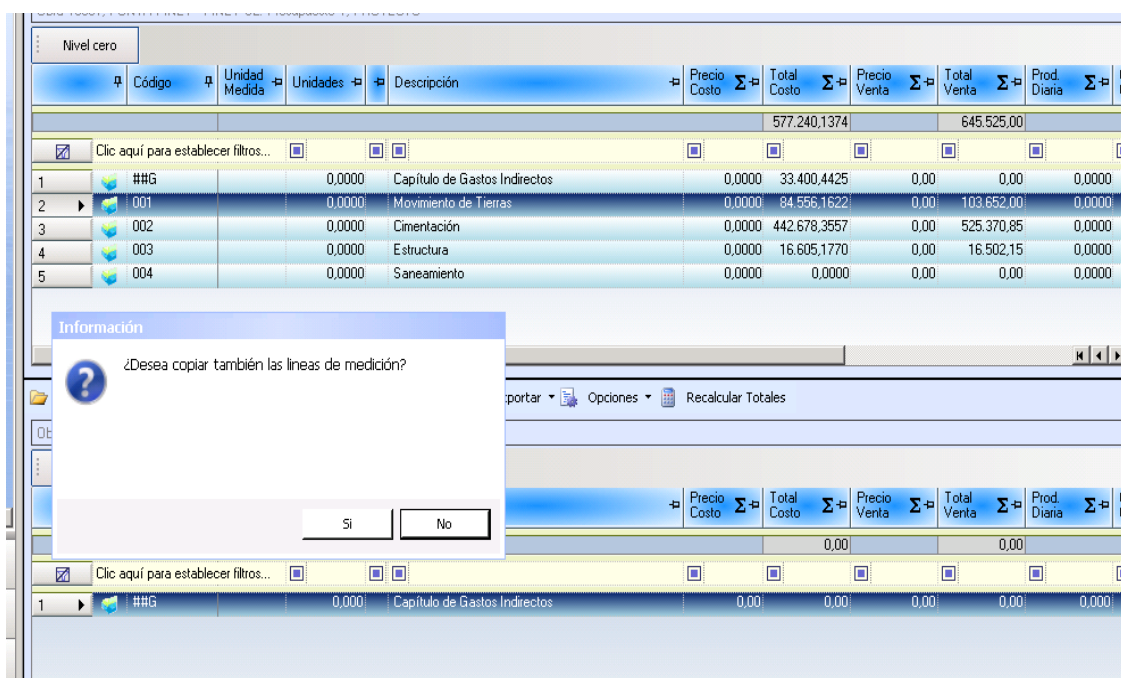 Nivel cero
Código Unidad Medida Unidades Descripción Precio Costo Σ Total Costo Σ Precio Venta Σ Total Venta Σ Prod. Diaria Σ
577.240,1374 645.525,00
Clic aquí para establecer filtros...
1 ##G 0,0000 Capítulo de Gastos Indirectos 0,0000 33.400,4425 0,00 0,00 0,0000
2 001 0,0000 Movimiento de Tierras 0,0000 84.556,1622 0,00 103.652,00 0,0000
3 002 0,0000 Cimentación 0,0000 442.678,3557 0,00 525.370,85 0,0000
4 003 0,0000 Estructura 0,0000 16.605,1770 0,00 16.502,15 0,0000
5 004 0,0000 Saneamiento 0,0000 0,0000 0,00 0,00 0,0000
Información
¿Desea copiar también las lineas de medición?
Si No
portar Opciones Recalcular Totales
Precio Costo Σ Total Costo Σ Precio Venta Σ Total Venta Σ Prod. Diaria Σ
0,00 0,00
Clic aquí para establecer filtros...
1 ##G 0,000 Capítulo de Gastos Indirectos 0,00 0,00 0,00 0,00 0,000